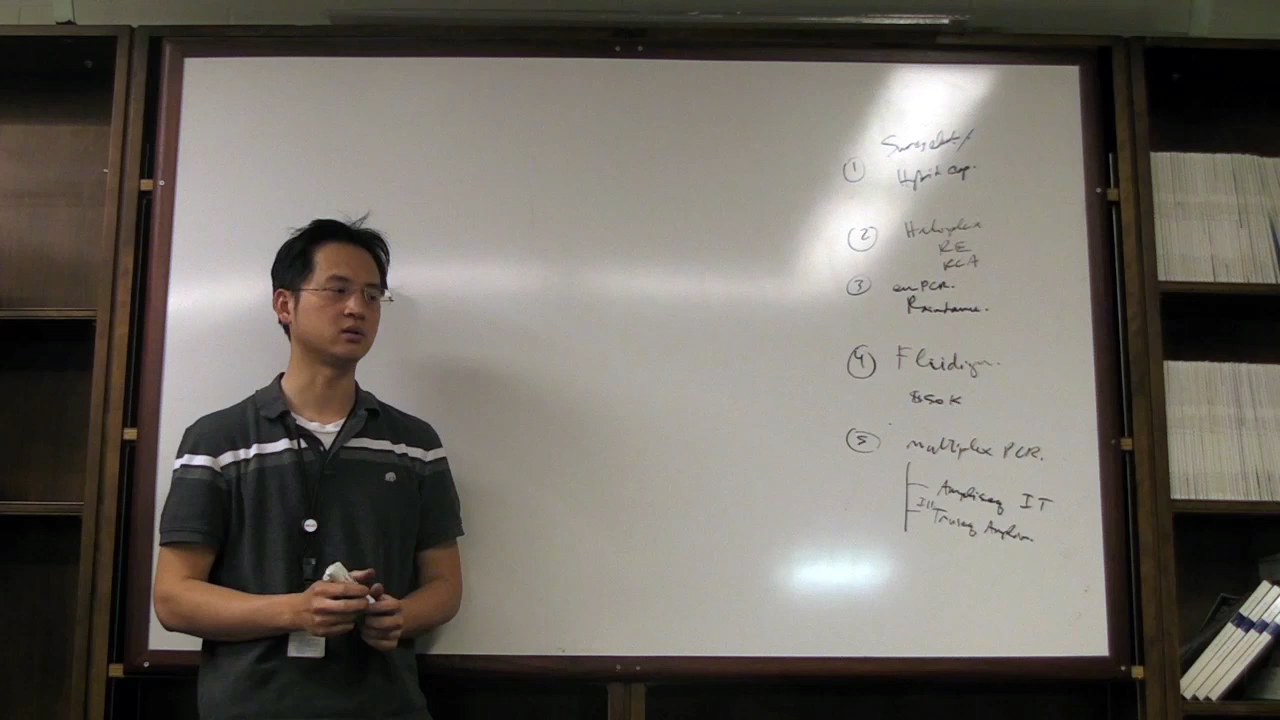 Sureselect/
① Hybrid Cap.
② Haloplex
RE
RCA
③ emPCR.
Raindance.
④ Fluidigm.
$50K
⑤ multiplex PCR.
Ampliseq IT
Ill Truseq Amplicon.